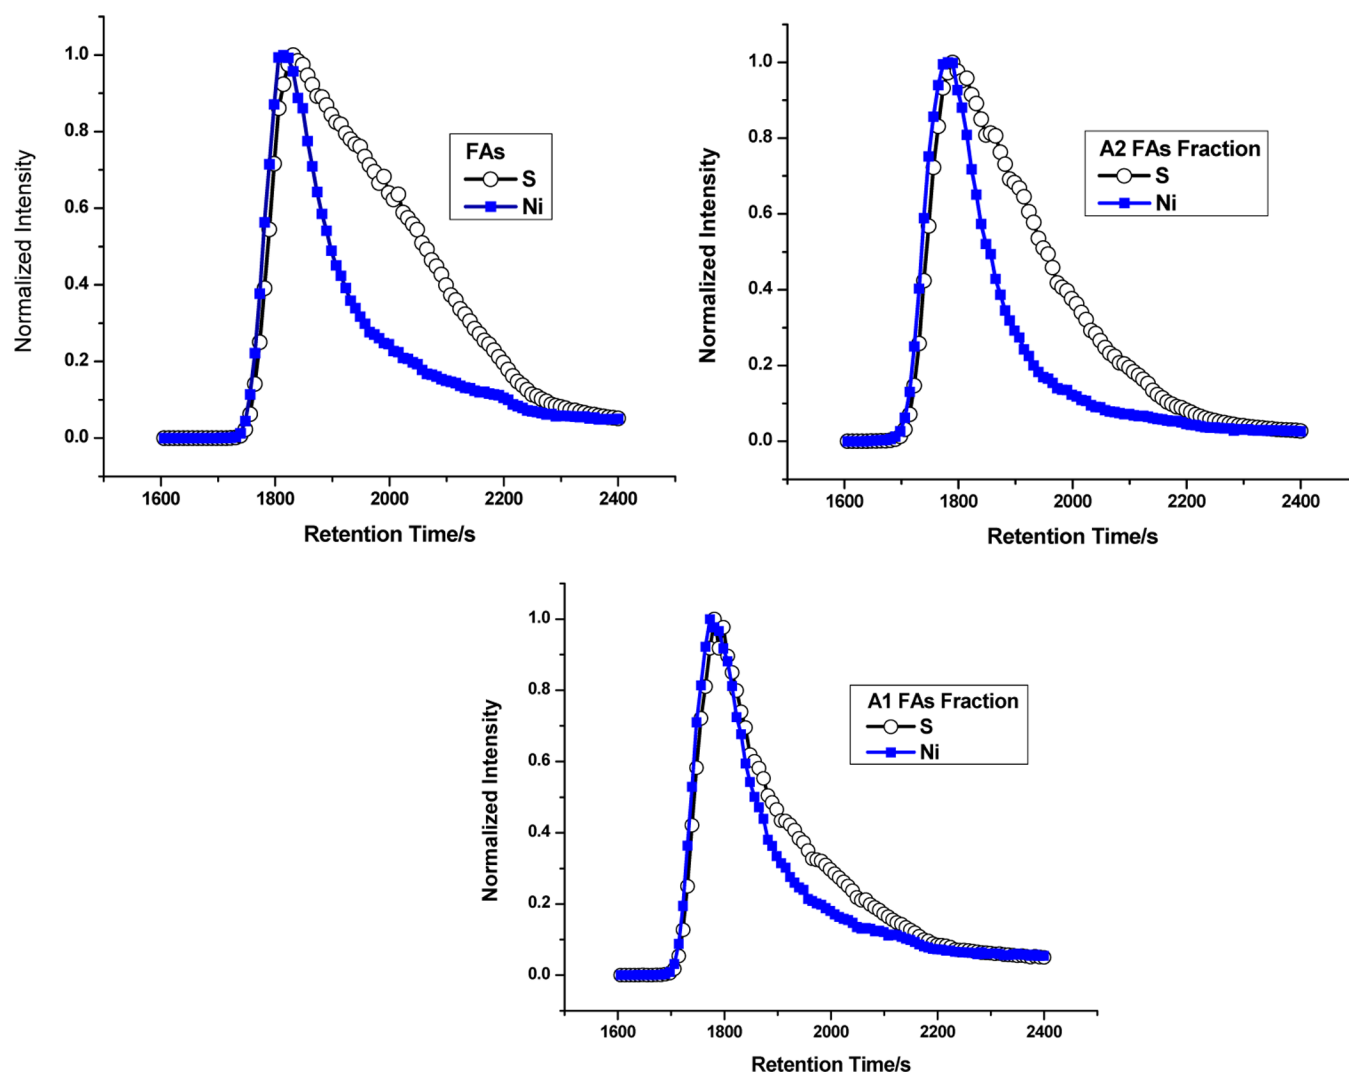 1.0
0.8
0.6
0.4
0.2
0.0
Normalized Intensity
FAs
S
Ni
1600 1800 2000 2200 2400
Retention Time/s
1.0
0.8
0.6
0.4
0.2
0.0
Normalized Intensity
A2 FAs Fraction
S
Ni
1600 1800 2000 2200 2400
Retention Time/s
1.0
0.8
0.6
0.4
0.2
0.0
Normalized Intensity
A1 FAs Fraction
S
Ni
1600 1800 2000 2200 2400
Retention Time/s